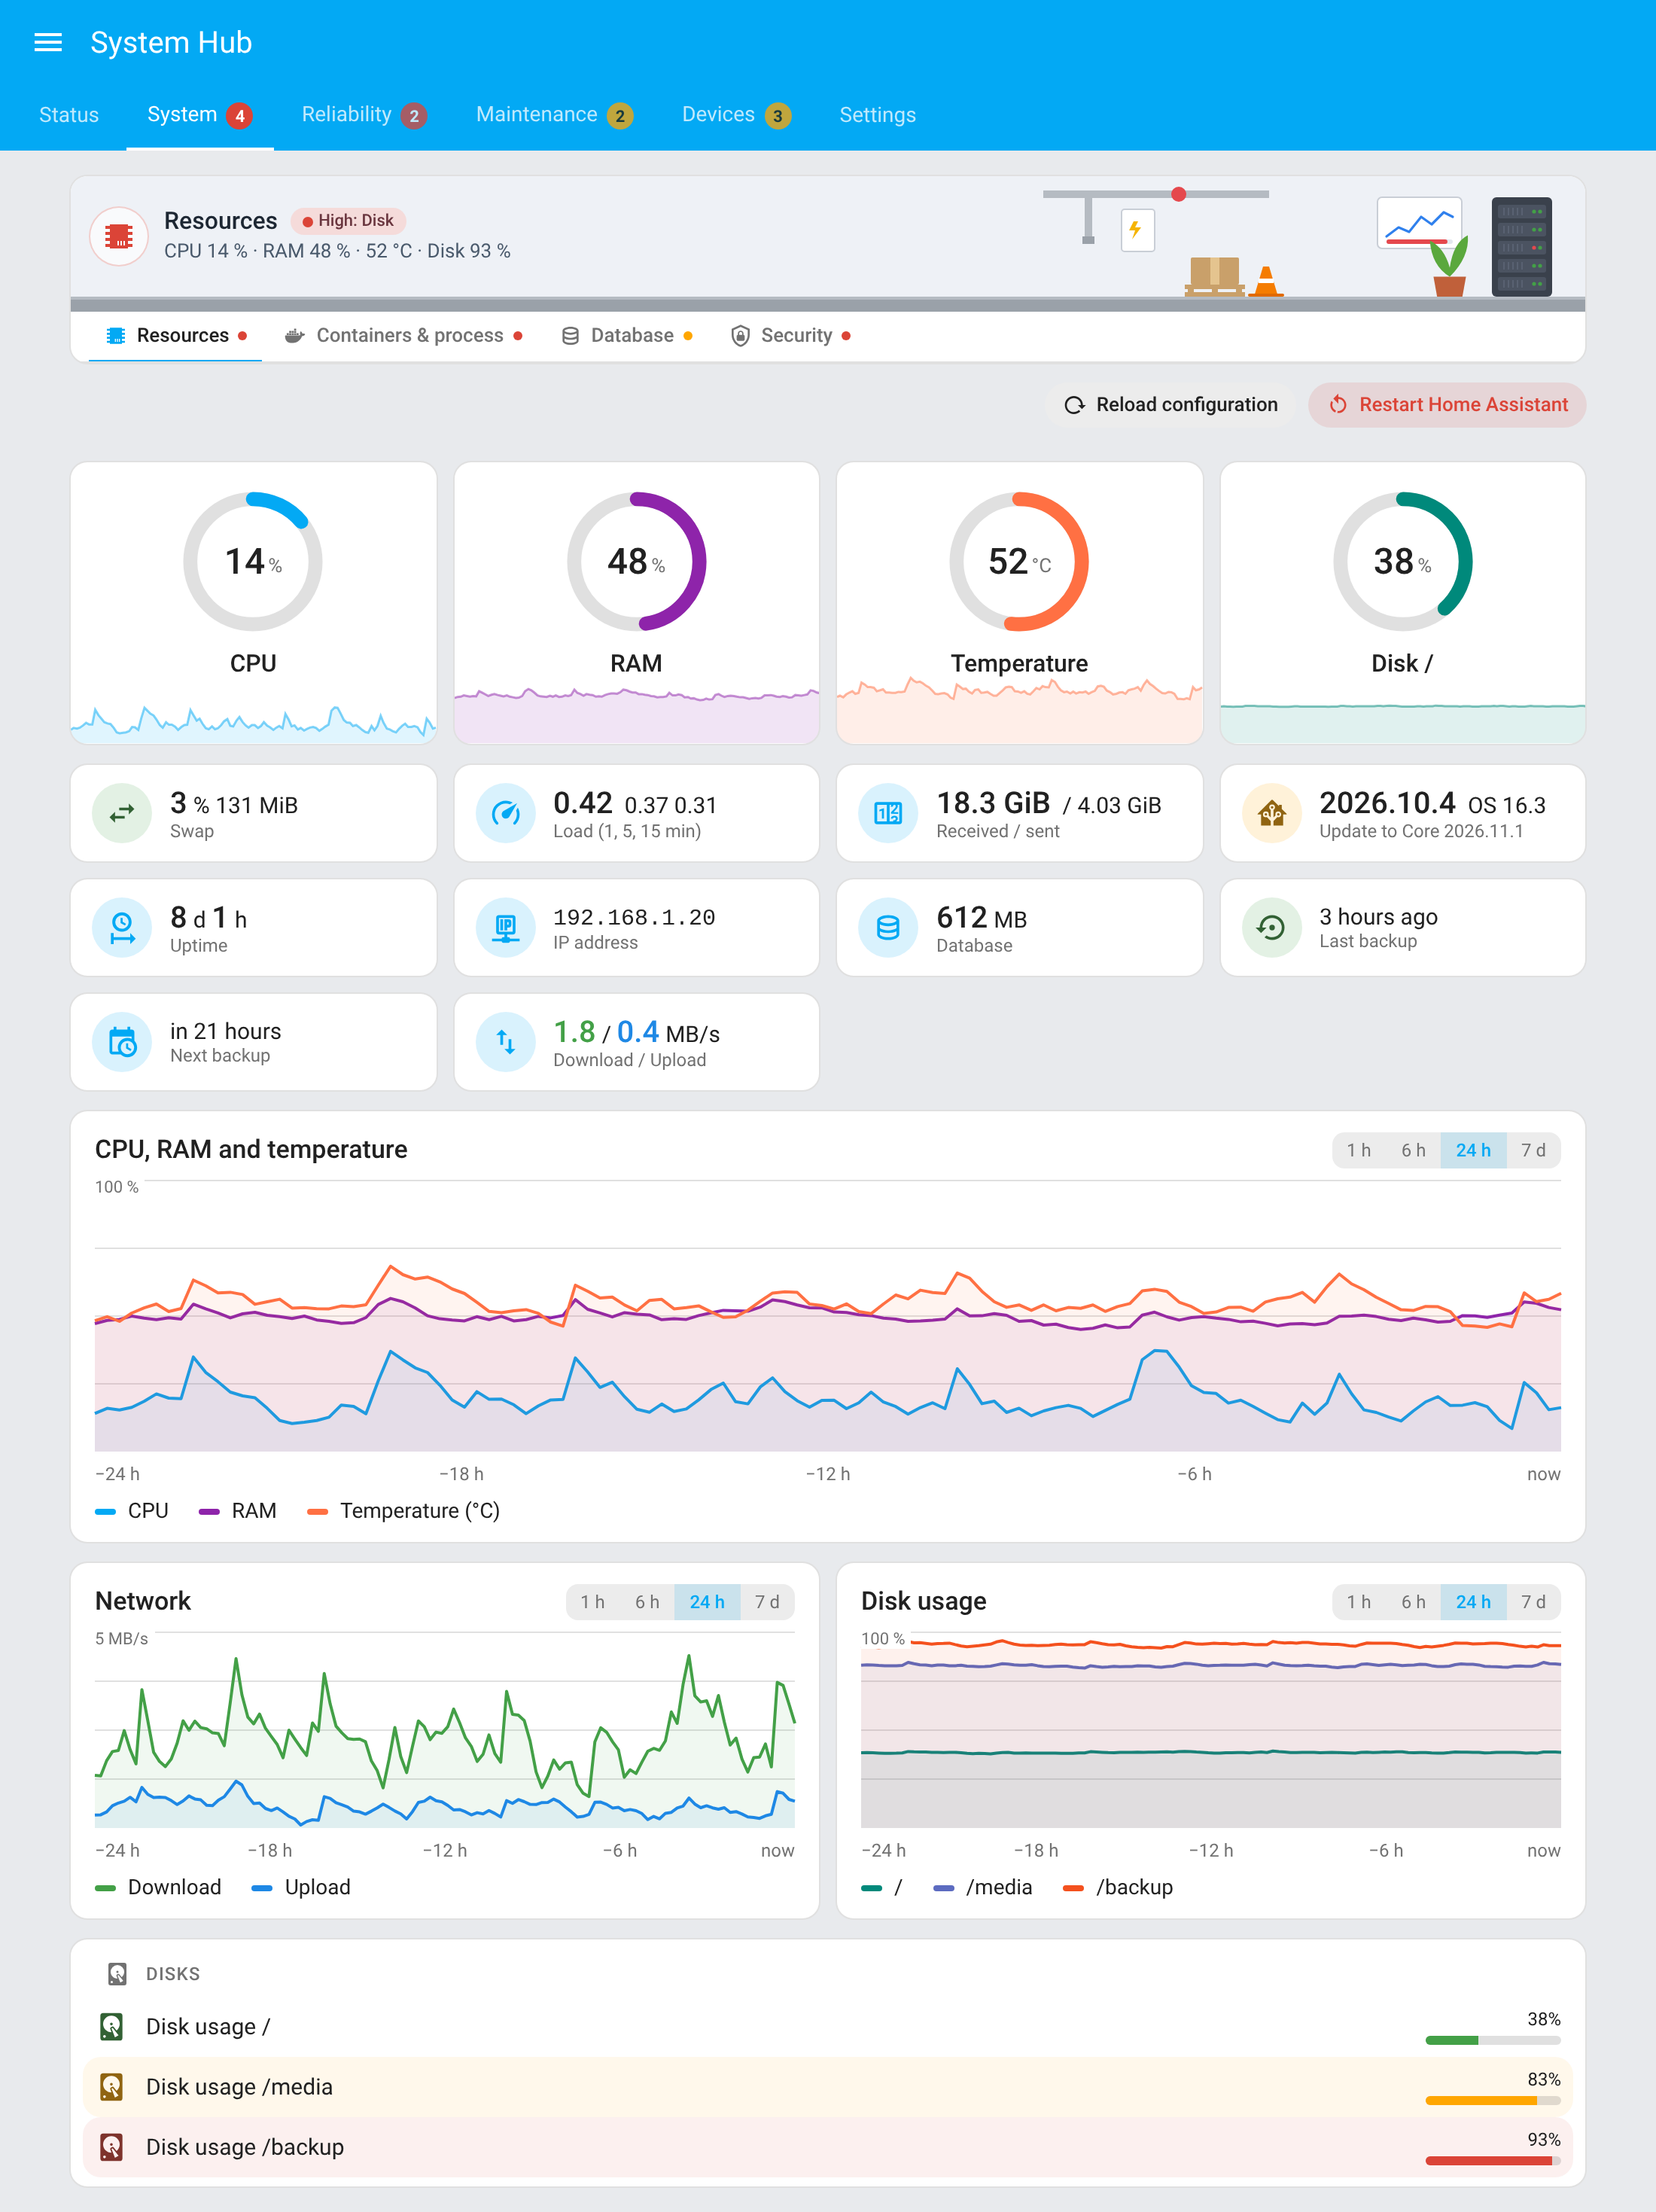 System Hub
Status
System 4
Reliability 2
Maintenance 2
Devices 3
Settings
Resources
High: Disk
CPU 14 % · RAM 48 % · 52 °C · Disk 93 %
Resources
Containers & process
Database
Security
Reload configuration
Restart Home Assistant
14 %
CPU
48 %
RAM
52 °C
Temperature
38 %
Disk /
3 % 131 MiB
Swap
0.42 0.37 0.31
Load (1, 5, 15 min)
18.3 GiB / 4.03 GiB
Received / sent
2026.10.4 OS 16.3
Update to Core 2026.11.1
8 d 1 h
Uptime
IP
192.168.1.20
IP address
612 MB
Database
3 hours ago
Last backup
in 21 hours
Next backup
1.8 / 0.4 MB/s
Download / Upload
CPU, RAM and temperature
1 h 6 h 24 h 7 d
100 %
−24 h −18 h −12 h −6 h now
CPU RAM Temperature (°C)
Network
1 h 6 h 24 h 7 d
5 MB/s
−24 h −18 h −12 h −6 h now
Download Upload
Disk usage
1 h 6 h 24 h 7 d
100 %
−24 h −18 h −12 h −6 h now
/ /media /backup
DISKS
Disk usage /
38%
Disk usage /media
83%
Disk usage /backup
93%